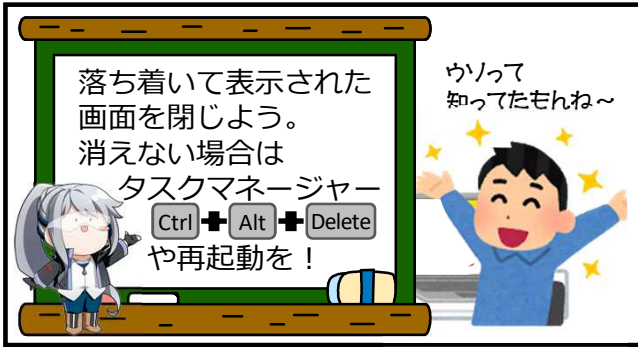 落ち着いて表示された
画面を閉じよう。
消えない場合は
タスクマネージャー
Ctrl+Alt+Delete
や再起動を！
ウソって
知ってたもんね～